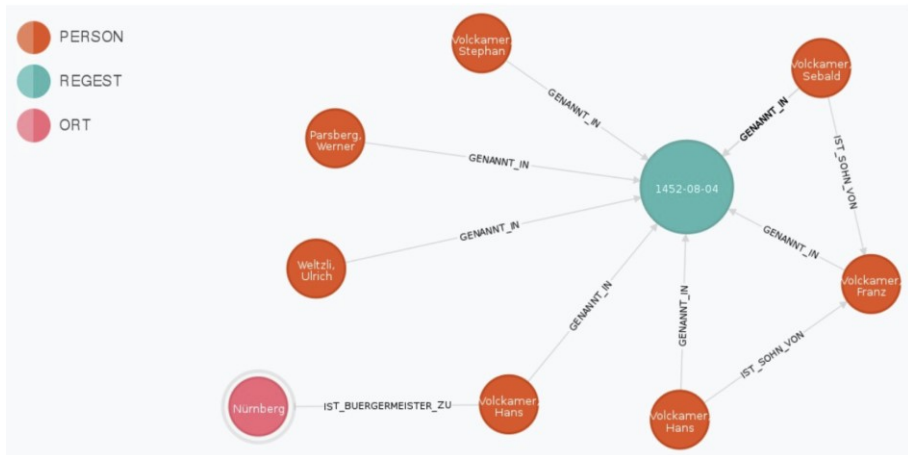 PERSON
REGEST
ORT
Volckamer,
Stephan
Volckamer,
Sebald
GENANNT_IN
GENANNT_IN
Parsberg,
Werner
GENANNT_IN
IST_SOHN_VON
1452-08-04
GENANNT_IN
GENANNT_IN
Weltzli,
Ulrich
Volckamer,
Franz
GENANNT_IN
GENANNT_IN
IST_SOHN_VON
Nürnberg
IST_BUERGERMEISTER_ZU
Volckamer,
Hans
Volckamer,
Hans